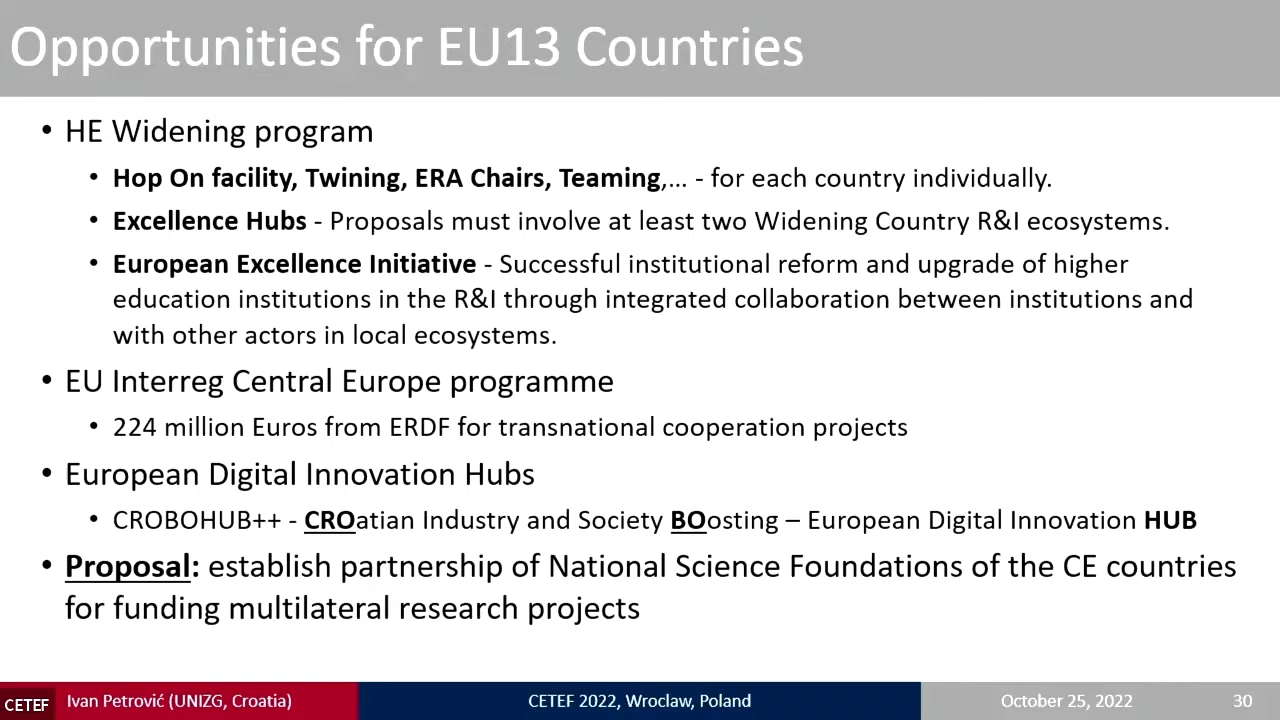 Opportunities for EU13 Countries
• HE Widening program
• Hop On facility, Twining, ERA Chairs, Teaming,... - for each country individually.
• Excellence Hubs - Proposals must involve at least two Widening Country R&I ecosystems.
• European Excellence Initiative - Successful institutional reform and upgrade of higher
education institutions in the R&I through integrated collaboration between institutions and
with other actors in local ecosystems.
• EU Interreg Central Europe programme
• 224 million Euros from ERDF for transnational cooperation projects
• European Digital Innovation Hubs
• CROBOHUB++ - CROatian Industry and Society BOosting – European Digital Innovation HUB
• Proposal: establish partnership of National Science Foundations of the CE countries
for funding multilateral research projects
CETEF Ivan Petrović (UNIZG, Croatia) CETEF 2022, Wroclaw, Poland October 25, 2022 30